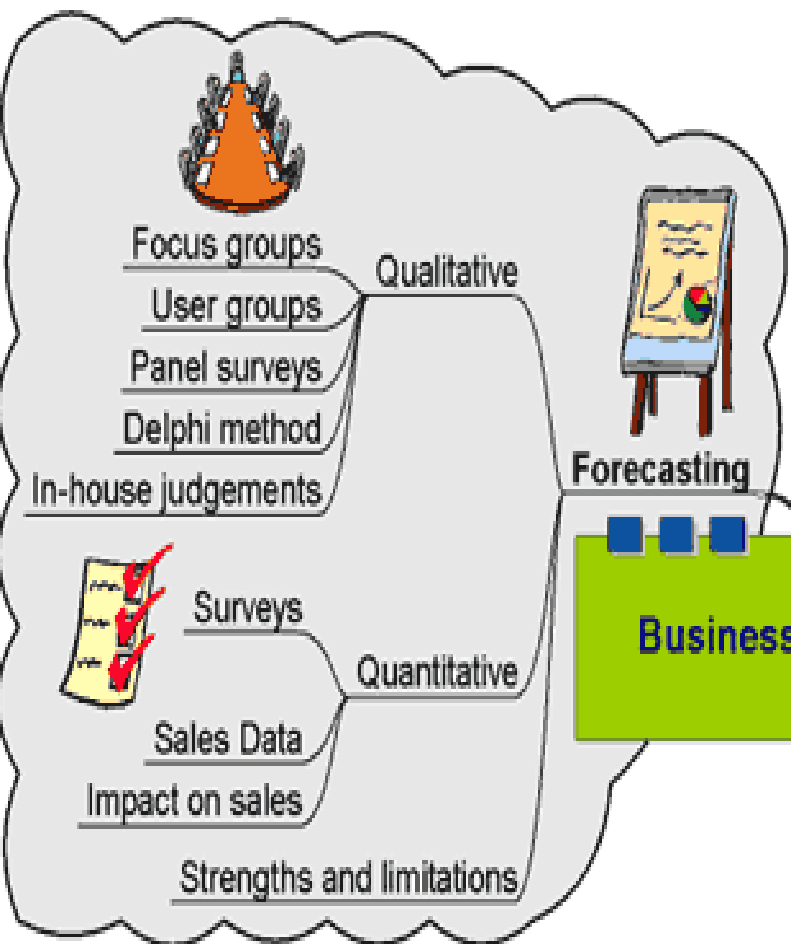 Focus groups
Qualitative
User groups
Panel surveys
Delphi method
In-house judgements
Forecasting
Surveys
Business
Quantitative
Sales Data
Impact on sales
Strengths and limitations